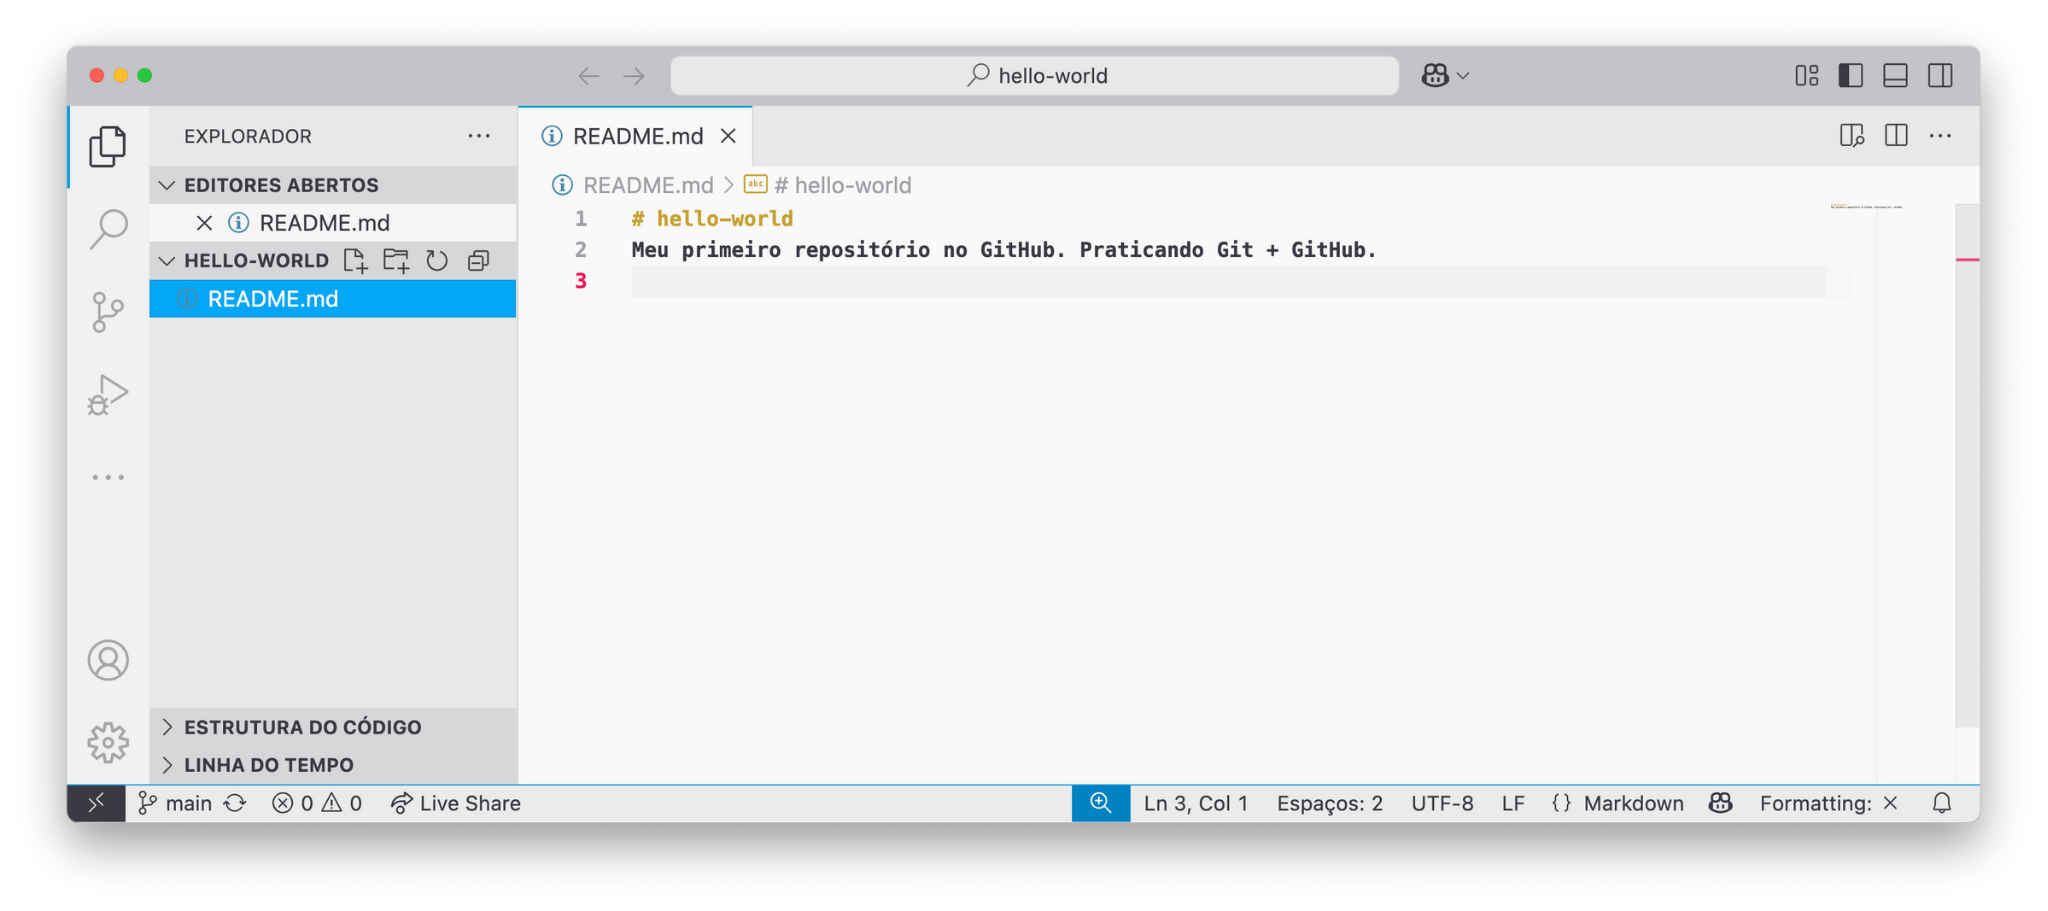 hello-world
EXPLORADOR
EDITORES ABERTOS
README.md
HELLO-WORLD
README.md
ESTRUTURA DO CÓDIGO
LINHA DO TEMPO
README.md
README.md > # hello-world
1 # hello-world
2 Meu primeiro repositório no GitHub. Praticando Git + GitHub.
3
main 0 0 Live Share
Ln 3, Col 1 Espaços: 2 UTF-8 LF {} Markdown Formatting: ×